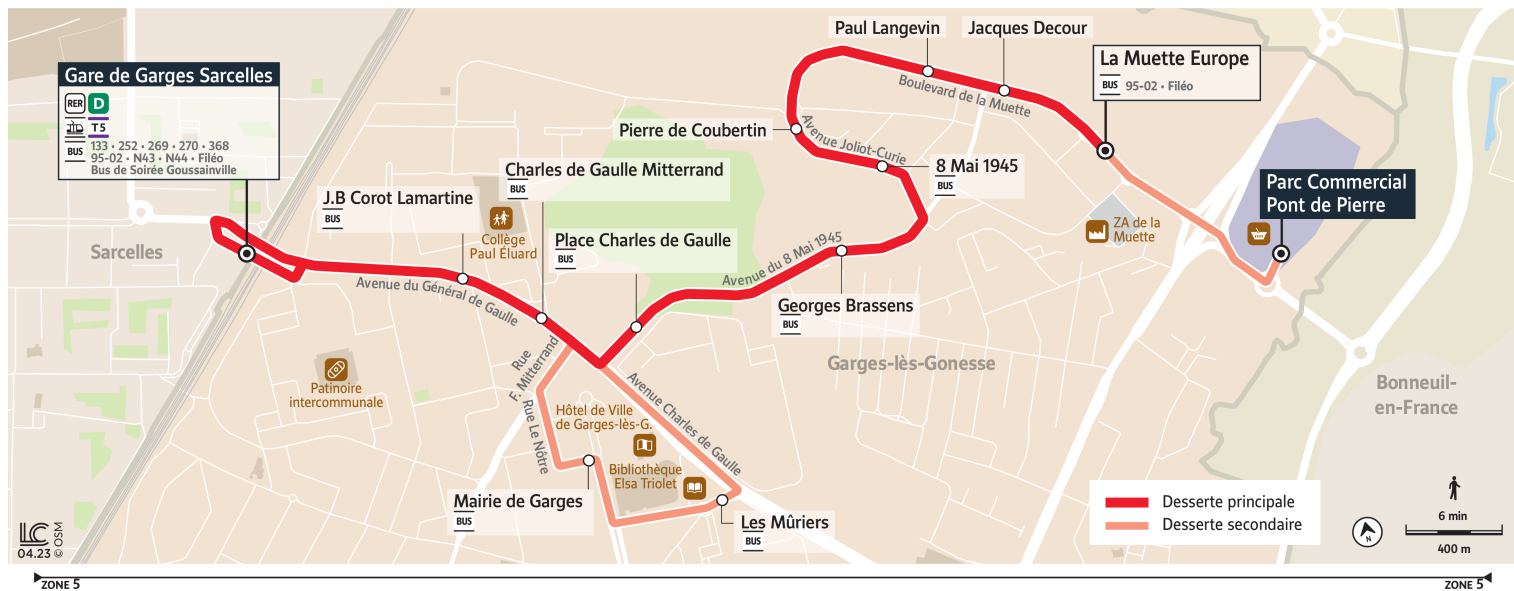 Paul Langevin
Jacques Decour
La Muette Europe
BUS 95-02 • Filéo
Boulevard de la Muette
Gare de Garges Sarcelles
RER D
T5
BUS 133 • 252 • 269 • 270 • 368
95-02 • N43 • N44 • Filéo
Bus de Soirée Goussainville
Pierre de Coubertin
Avenue Joliot-Curie
8 Mai 1945
BUS
Charles de Gaulle Mitterrand
BUS
J.B Corot Lamartine
BUS
Parc Commercial
Pont de Pierre
Collège
Paul Éluard
ZA de la
Muette
Place Charles de Gaulle
BUS
Sarcelles
Avenue du 8 Mai 1945
Avenue du Général de Gaulle
Georges Brassens
BUS
Rue
F. Mitterrand
Garges-lès-Gonesse
Patinoire
intercommunale
Avenue Charles de Gaulle
Bonneuil-
en-France
Hôtel de Ville
de Garges-lès-G.
Rue Le Nôtre
Bibliothèque
Elsa Triolet
Mairie de Garges
BUS
Les Mûriers
BUS
Desserte principale
Desserte secondaire
N
6 min
400 m
LC
04.23 © OSM
ZONE 5
ZONE 5